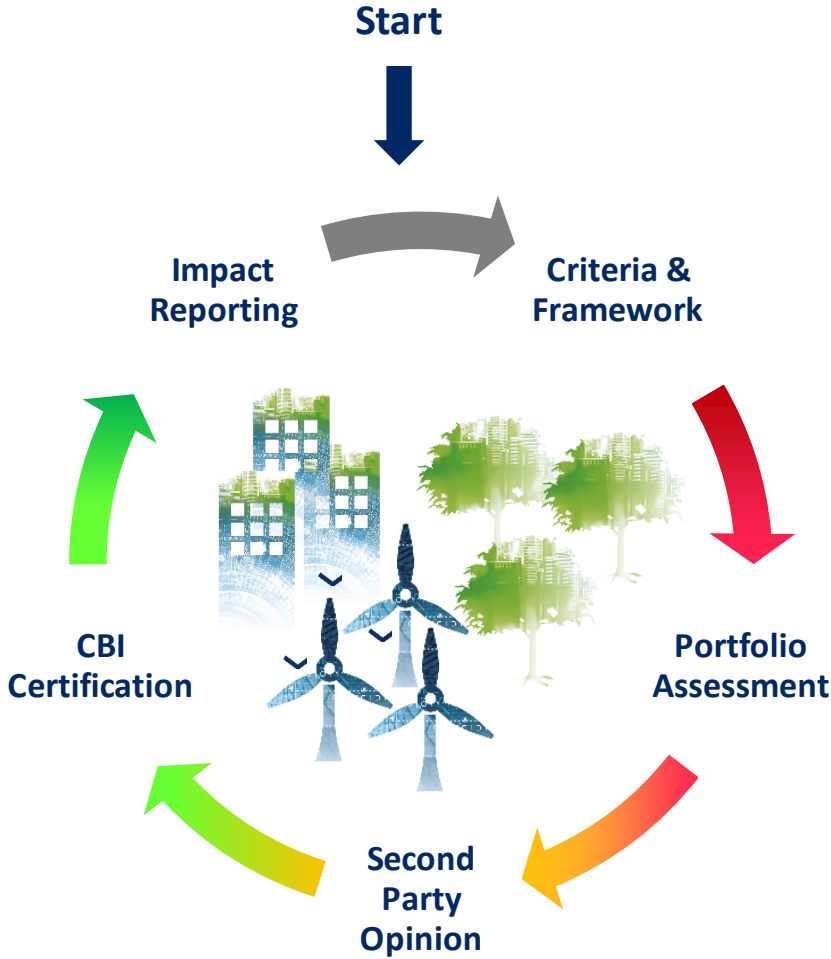 Start
Impact
Reporting
Criteria &
Framework
CBI
Certification
Portfolio
Assessment
Second
Party
Opinion